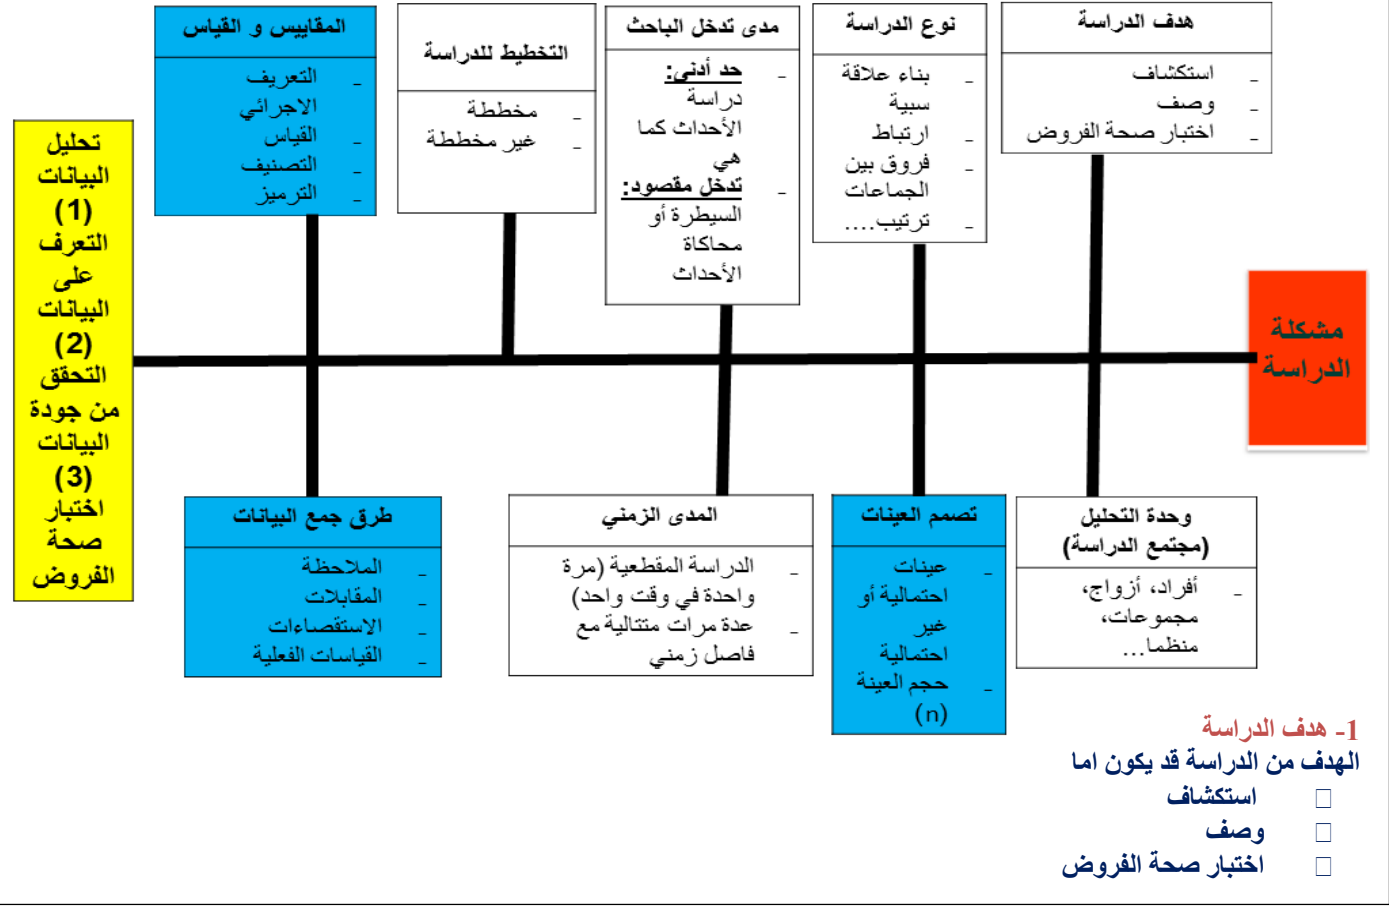 هدف الدراسة
- استكشاف
- وصف
- اختبار صحة الفروض
نوع الدراسة
- بناء علاقة
سببية
- ارتباط
- فروق بين
الجماعات
- ترتيب....
مدى تدخل الباحث
- حد أدنى:
دراسة
الأحداث كما
هي
- تدخل مقصود:
السيطرة أو
محاكاة
الأحداث
التخطيط للدراسة
- مخططة
- غير مخططة
المقاييس و القياس
- التعريف
الاجرائي
- القياس
- التصنيف
- الترميز
مشكلة
الدراسة
تحليل
البيانات
(1)
التعرف
على
البيانات
(2)
التحقق
من جودة
البيانات
(3)
اختبار
صحة
الفروض
وحدة التحليل
(مجتمع الدراسة)
- أفراد، أزواج،
مجموعات،
منظما...
تصمم العينات
- عينات
احتمالية أو
غير
احتمالية
- حجم العينة
(n)
المدى الزمني
- الدراسة المقطعية (مرة
واحدة في وقت واحد)
- عدة مرات متتالية مع
فاصل زمني
طرق جمع البيانات
- الملاحظة
- المقابلات
- الاستقصاءات
- القياسات الفعلية
1- هدف الدراسة
الهدف من الدراسة قد يكون اما
استكشاف
وصف
اختبار صحة الفروض